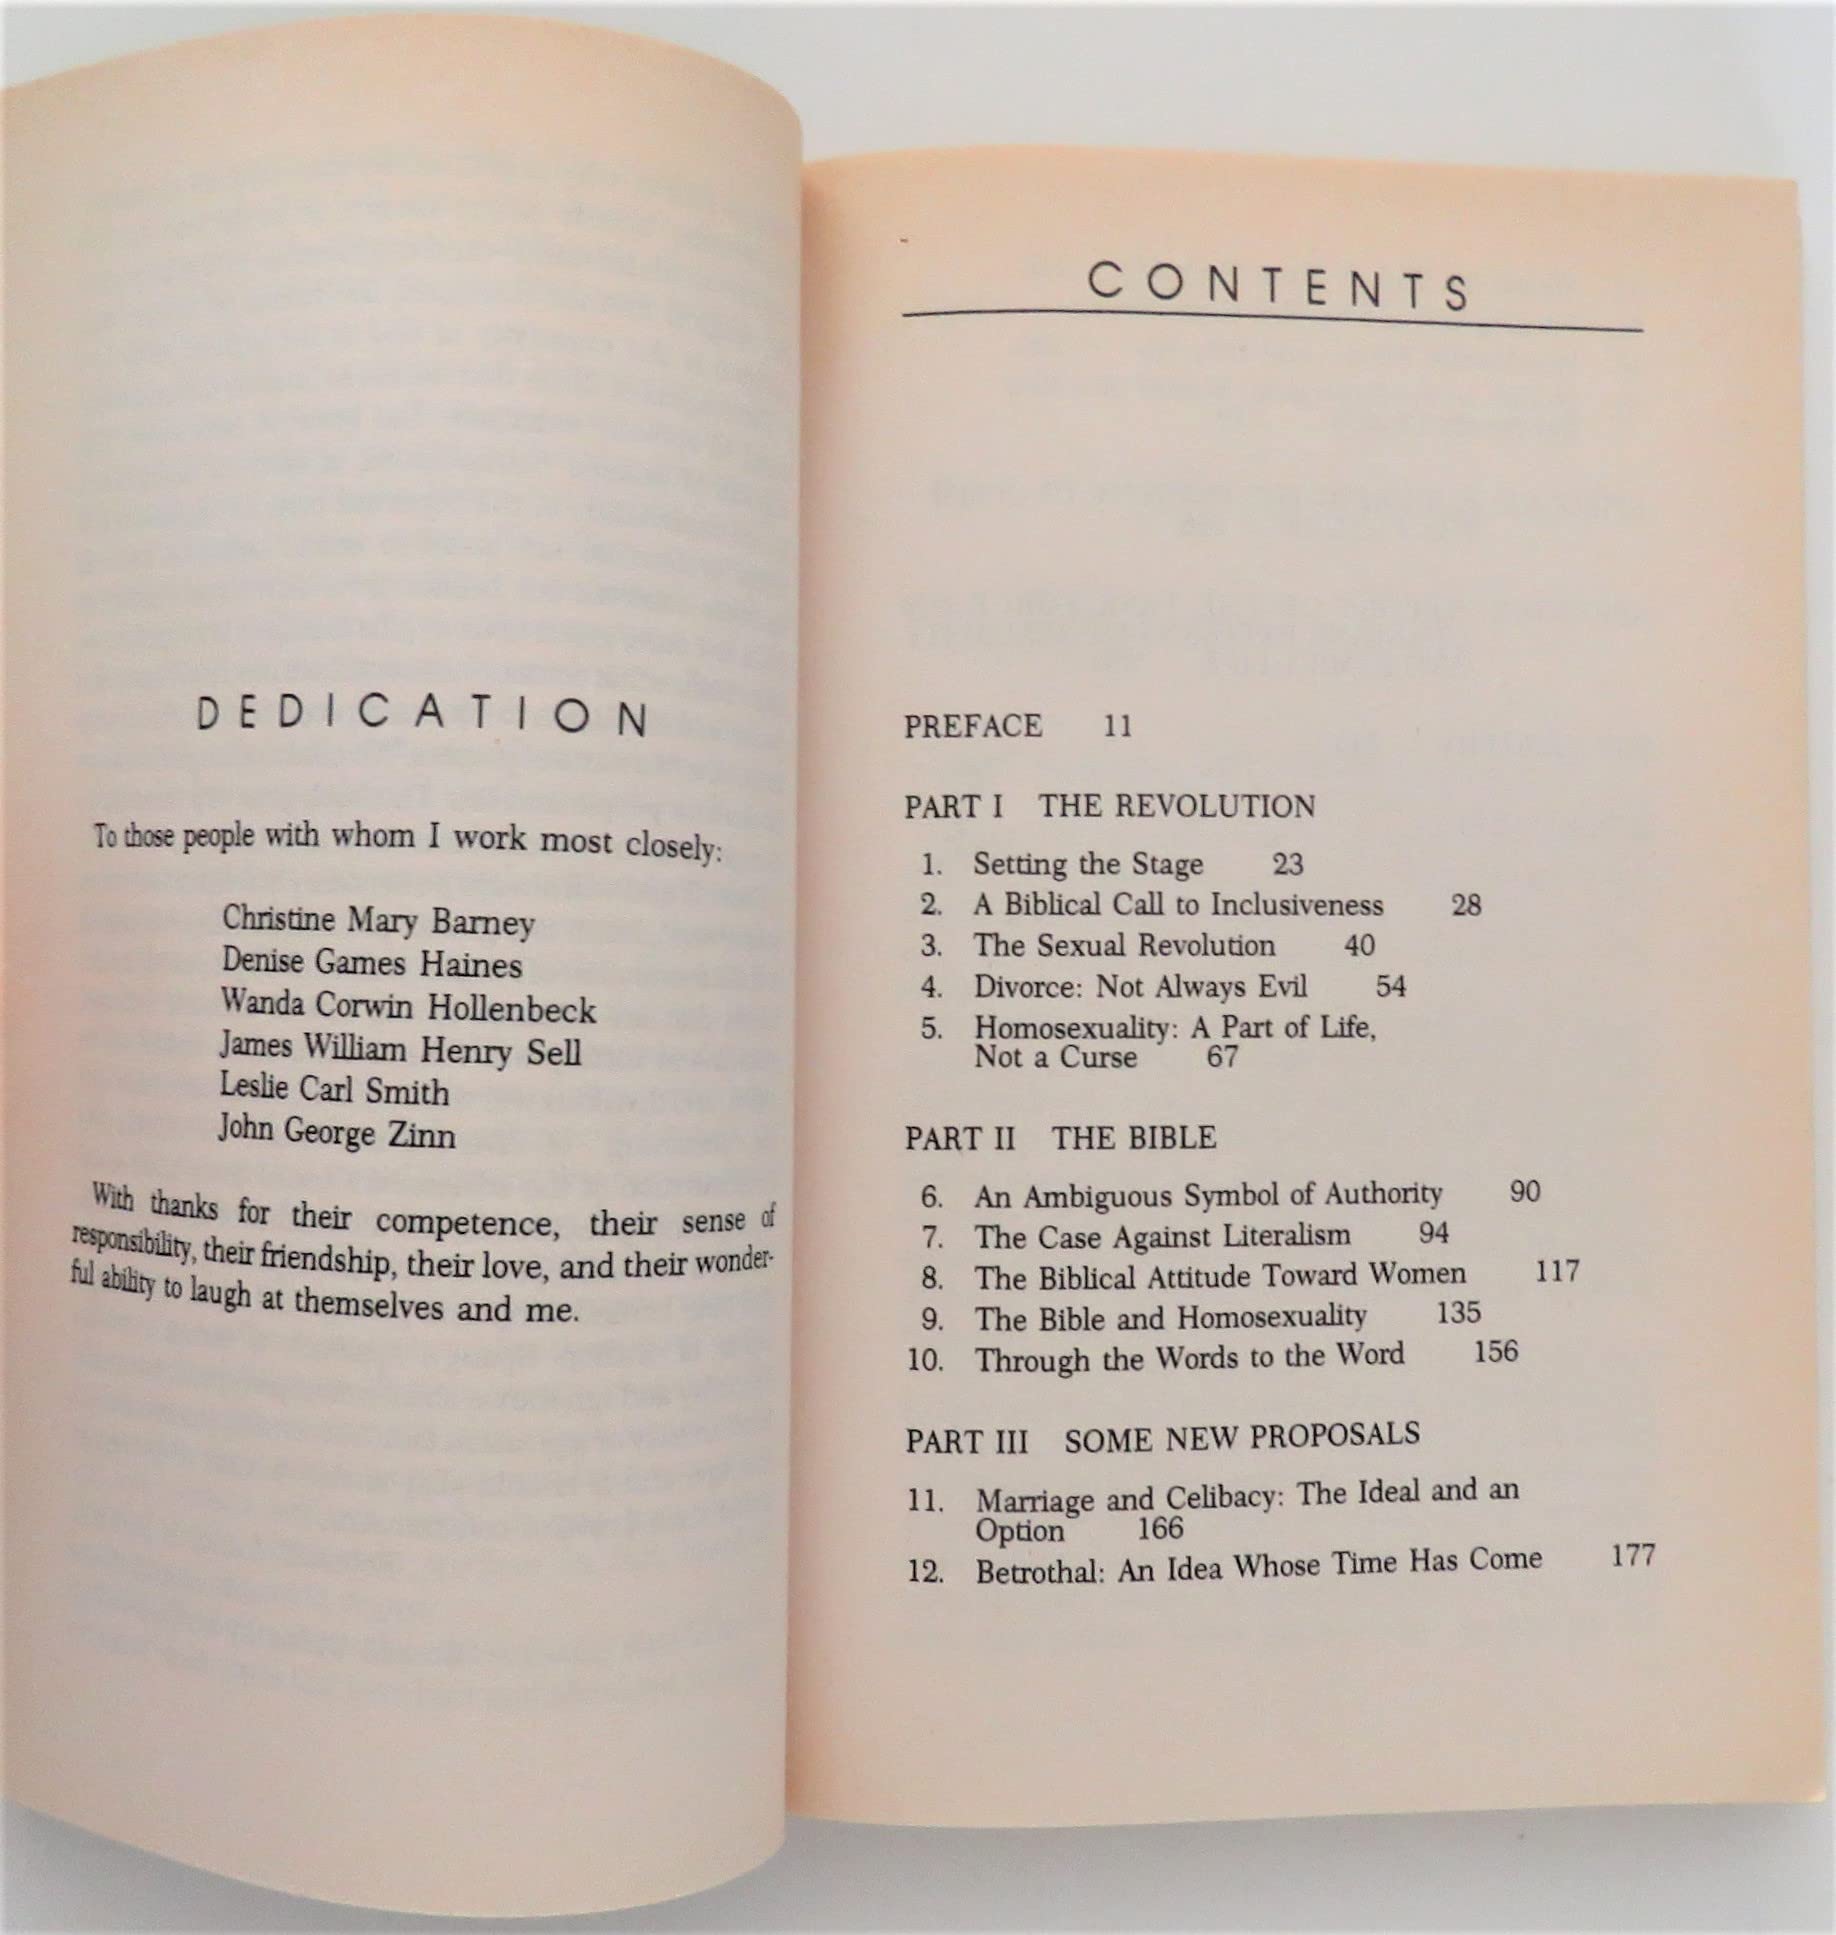 DEDICATION
To those people with whom I work most closely:
Christine Mary Barney
Denise Games Haines
Wanda Corwin Hollenbeck
James William Henry Sell
Leslie Carl Smith
John George Zinn
With thanks for their competence, their sense of
responsibility, their friendship, their love, and their wonder-
ful ability to laugh at themselves and me.
CONTENTS
PREFACE 11
PART I THE REVOLUTION
1. Setting the Stage 23
2. A Biblical Call to Inclusiveness 28
3. The Sexual Revolution 40
4. Divorce: Not Always Evil 54
5. Homosexuality: A Part of Life,
Not a Curse 67
PART II THE BIBLE
6. An Ambiguous Symbol of Authority 90
7. The Case Against Literalism 94
8. The Biblical Attitude Toward Women 117
9. The Bible and Homosexuality 135
10. Through the Words to the Word 156
PART III SOME NEW PROPOSALS
11. Marriage and Celibacy: The Ideal and an
Option 166
12. Betrothal: An Idea Whose Time Has Come 177